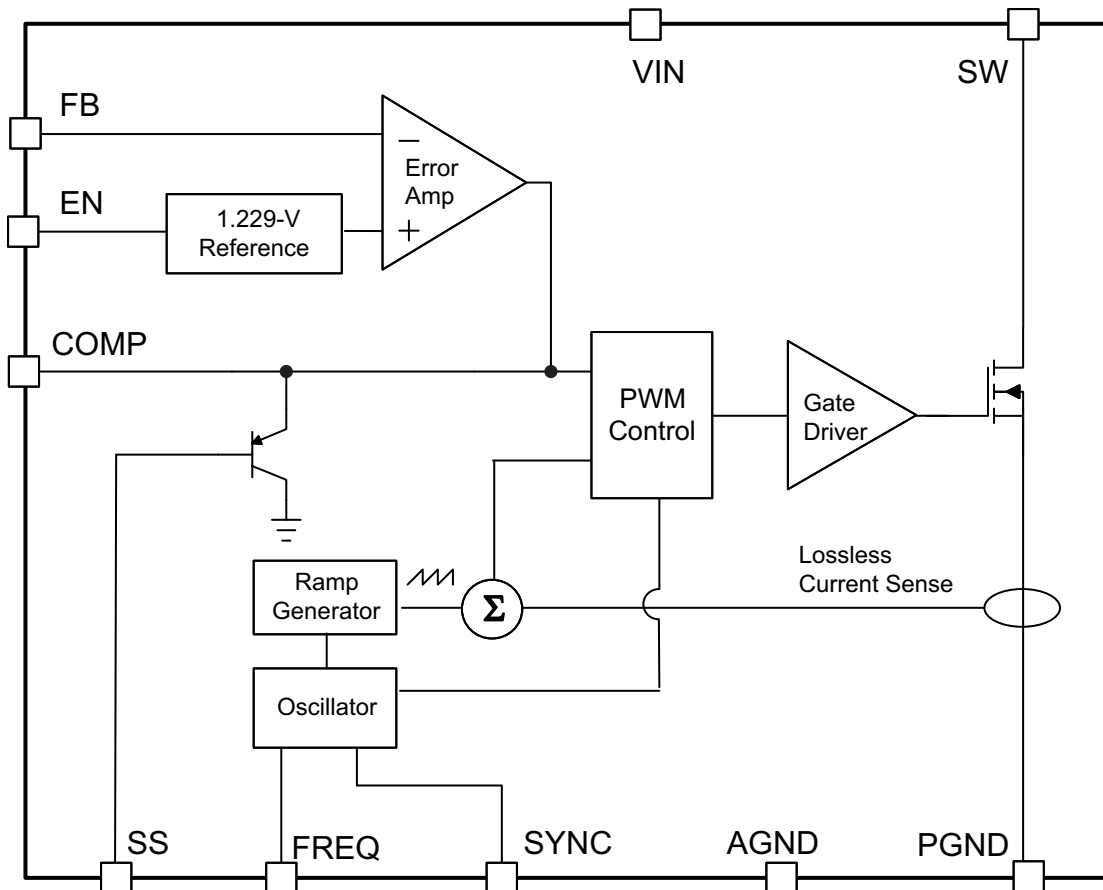 VIN
SW
FB
−
Error
Amp
EN
1.229-V
Reference
+
COMP
PWM
Control
Gate
Driver
Lossless
Current Sense
Ramp
Generator
Σ
Oscillator
SS
FREQ
SYNC
AGND
PGND